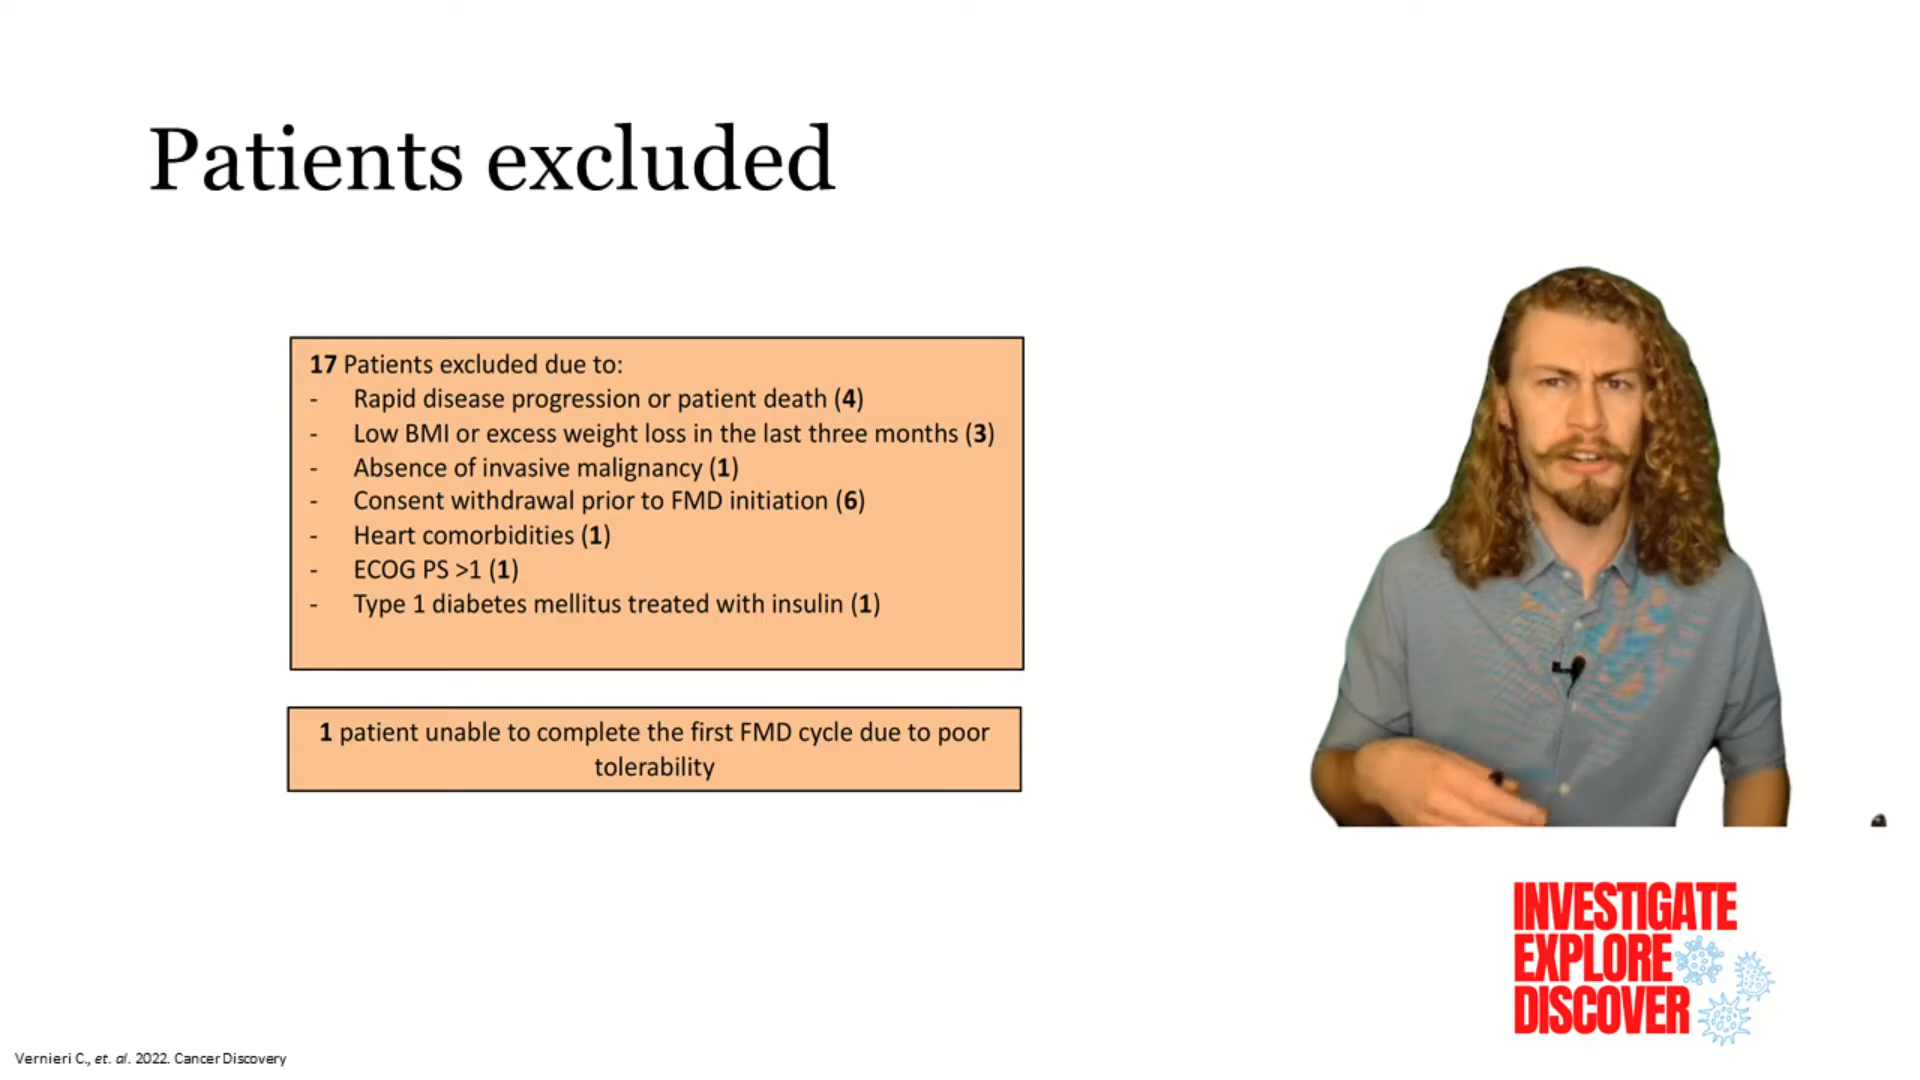 Patients excluded
17 Patients excluded due to:
- Rapid disease progression or patient death (4)
- Low BMI or excess weight loss in the last three months (3)
- Absence of invasive malignancy (1)
- Consent withdrawal prior to FMD initiation (6)
- Heart comorbidities (1)
- ECOG PS >1 (1)
- Type 1 diabetes mellitus treated with insulin (1)
1 patient unable to complete the first FMD cycle due to poor
tolerability
INVESTIGATE
EXPLORE
DISCOVER
Vernieri C., et. al. 2022. Cancer Discovery